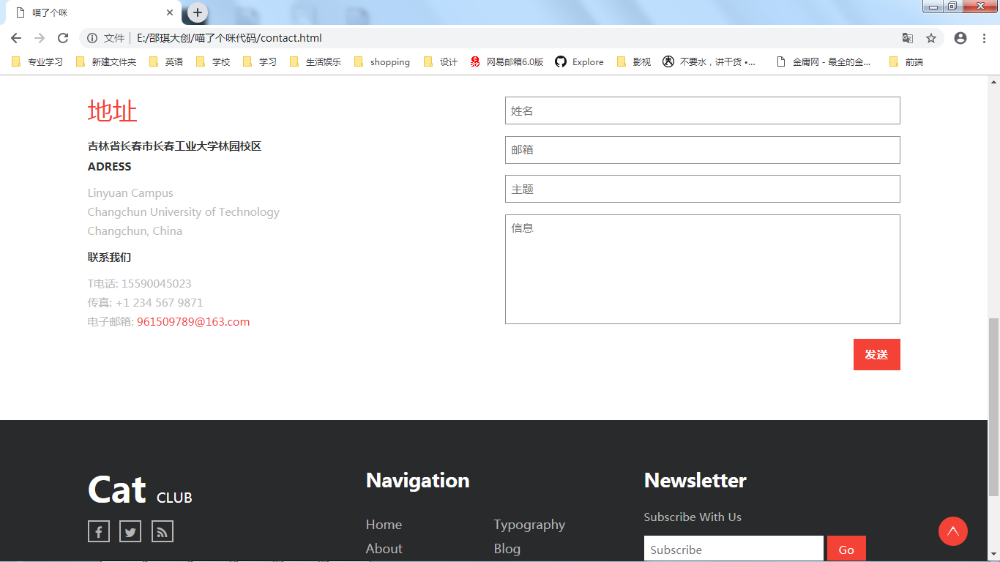 喵了个咪
文件 E:/邵琪大创/喵了个咪代码/contact.html
专业学习 新建文件夹 英语 学校 学习 生活娱乐 shopping 设计 网易邮箱6.0版 Explore 影视 不要水，讲干货 •... 金庸网 - 最全的金... 前端
地址
吉林省长春市长春工业大学林园校区
ADRESS
Linyuan Campus
Changchun University of Technology
Changchun, China
联系我们
T电话: 15590045023
传真: +1 234 567 9871
电子邮箱: 961509789@163.com
姓名
邮箱
主题
信息
发送
Cat CLUB
Navigation
Home
About
Typography
Blog
Newsletter
Subscribe With Us
Subscribe
Go